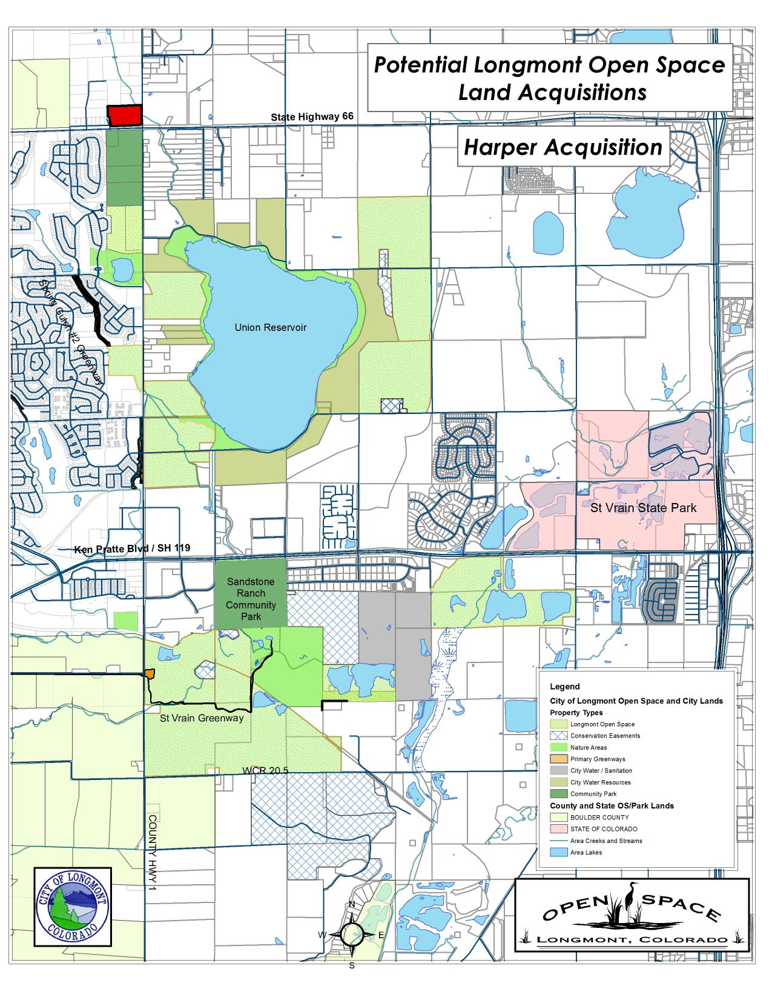 Potential Longmont Open Space
Land Acquisitions
State Highway 66
Harper Acquisition
Spring Gulch #2 Greenway
Union Reservoir
St Vrain State Park
Ken Pratte Blvd / SH 119
Sandstone
Ranch
Community
Park
St Vrain Greenway
WCR 20.5
COUNTY HWY 1
Legend
City of Longmont Open Space and City Lands
Property Types
Longmont Open Space
Conservation Easements
Nature Areas
Primary Greenways
City Water / Sanitation
City Water Resources
Community Park
County and State OS/Park Lands
BOULDER COUNTY
STATE OF COLORADO
Area Creeks and Streams
Area Lakes
CITY OF LONGMONT
COLORADO
N
W
E
S
OPEN SPACE
LONGMONT, COLORADO